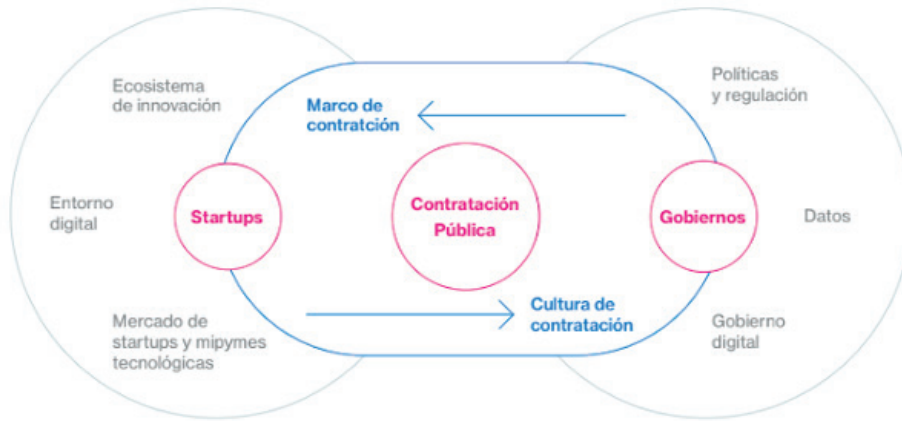 Ecosistema
de innovación
Políticas
y regulación
Marco de
contratción
Entorno
digital
Startups
Contratación
Pública
Gobiernos
Datos
Cultura de
contratación
Mercado de
startups y mipymes
tecnológicas
Gobierno
digital